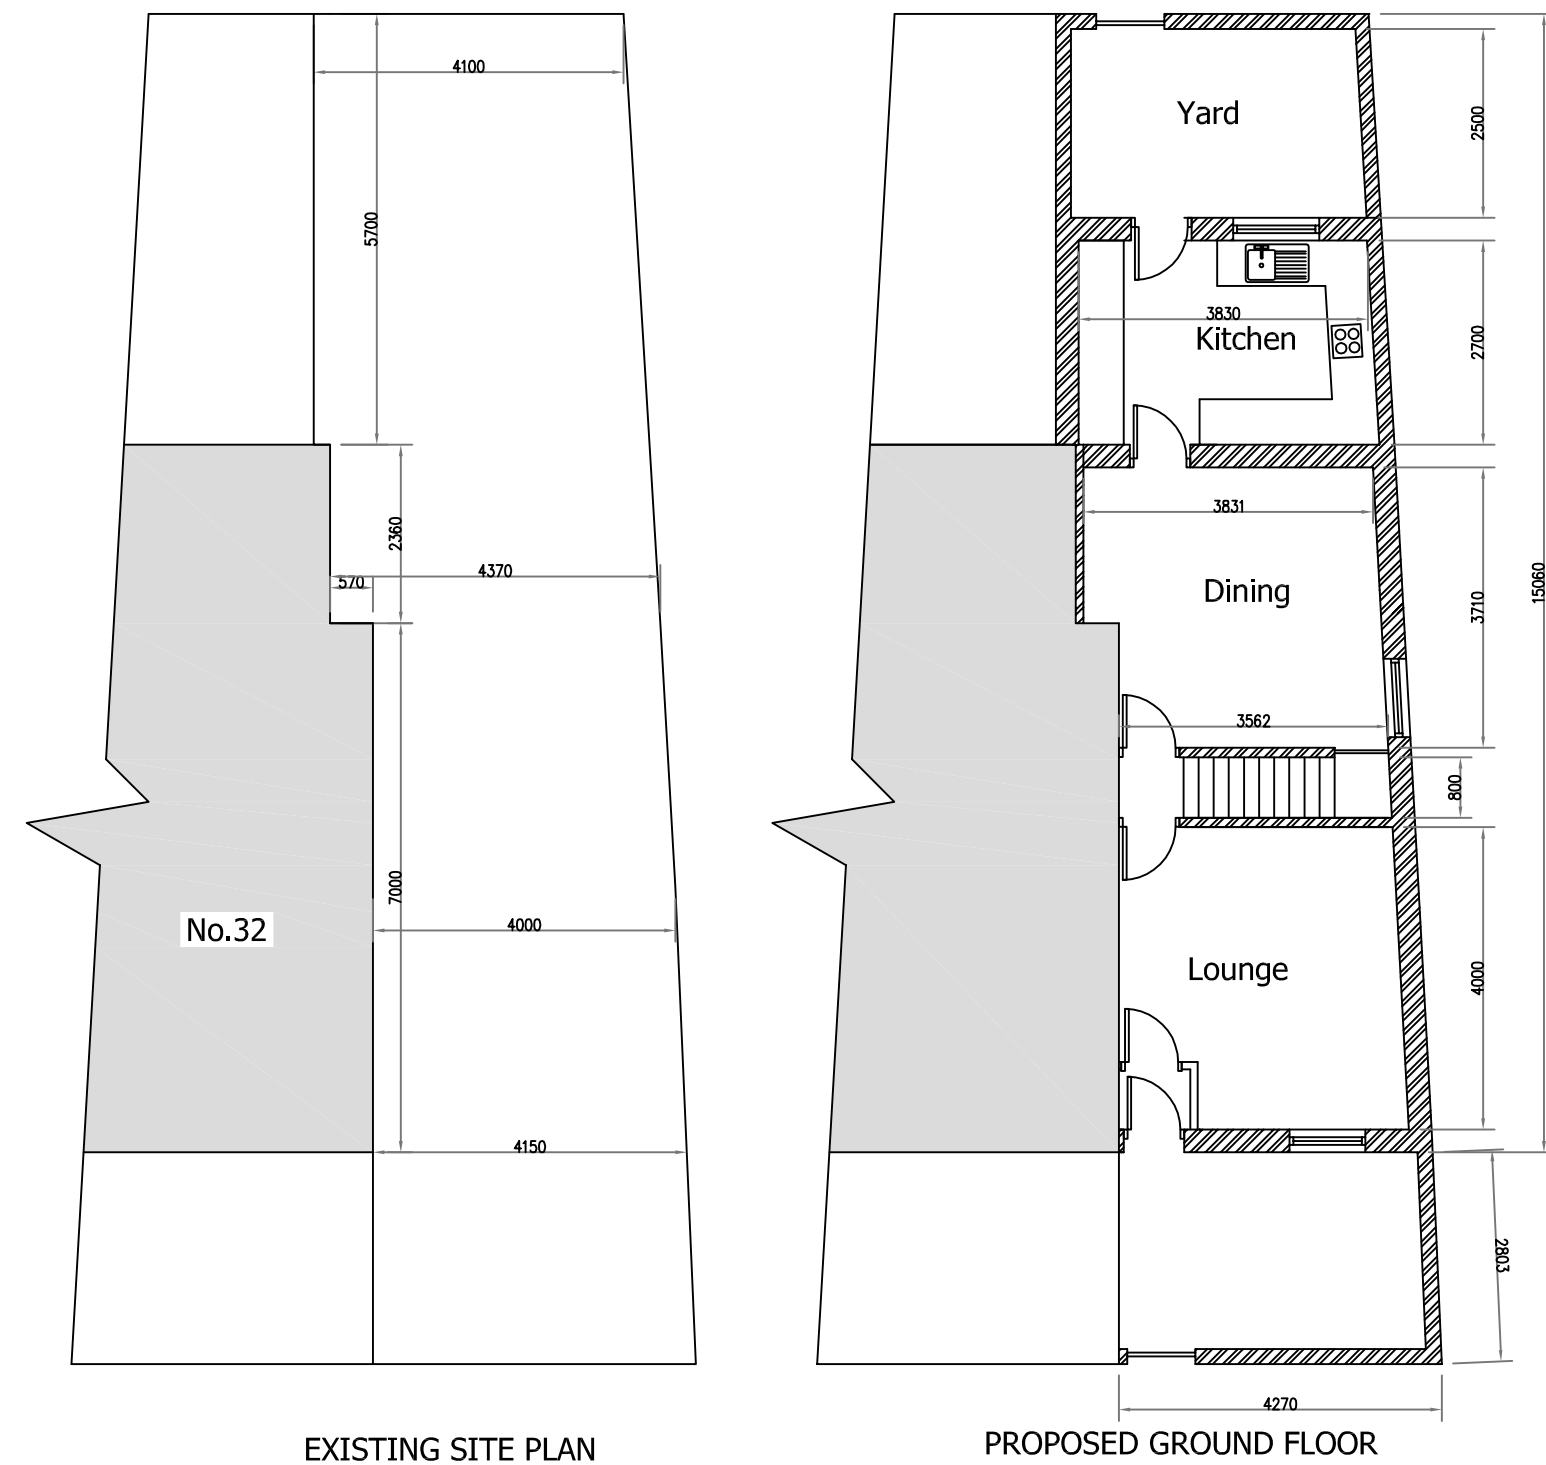 4100
5700
2360
4370
570
7000
No.32
4000
4150
EXISTING SITE PLAN
Yard
2500
3830
Kitchen
2700
3831
Dining
3710
15060
3562
800
Lounge
4000
2803
4270
PROPOSED GROUND FLOOR